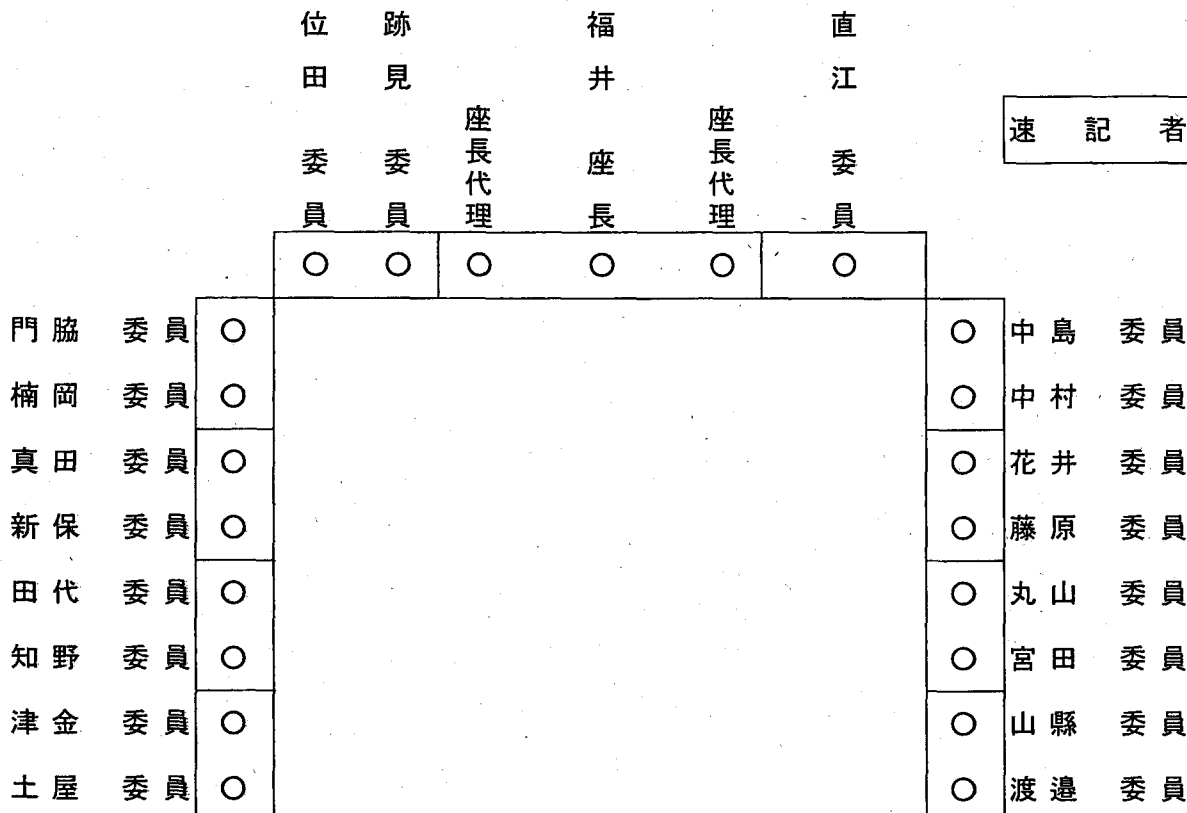 位田 委員
跡見 委員
座長代理
福井 座長
座長代理
直江 委員
速記者
門脇 委員
楠岡 委員
真田 委員
新保 委員
田代 委員
知野 委員
津金 委員
土屋 委員
中島 委員
中村 委員
花井 委員
藤原 委員
丸山 委員
宮田 委員
山縣 委員
渡邉 委員